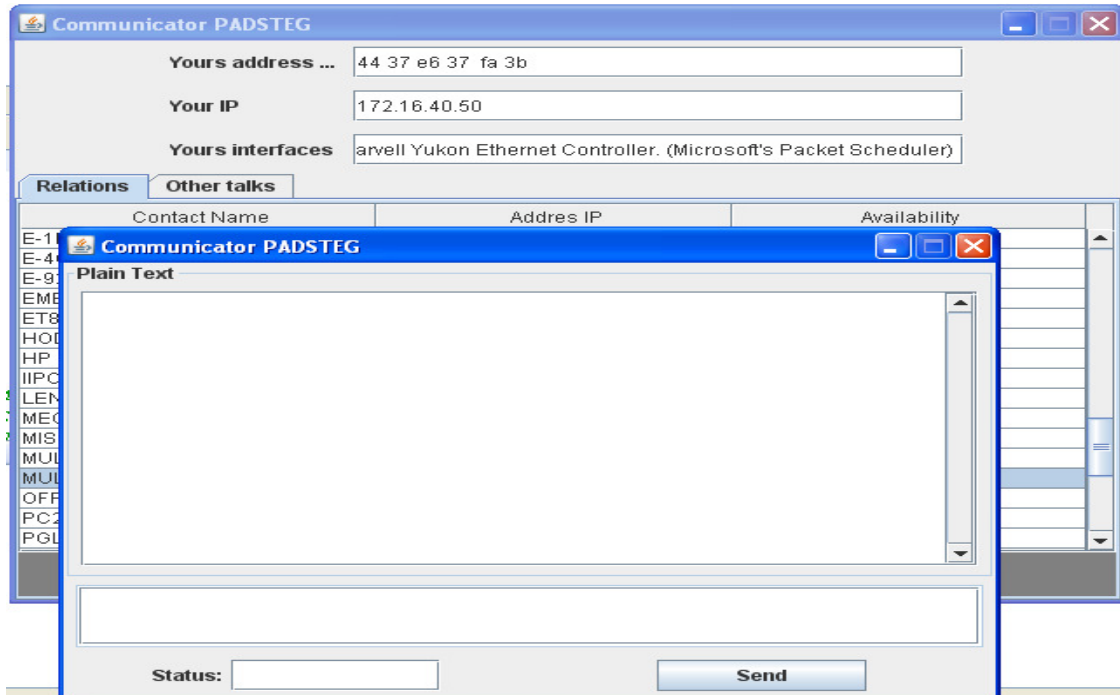 Communicator PADSTEG
Yours address ... 44 37 e6 37 fa 3b
Your IP 172.16.40.50
Yours interfaces arvell Yukon Ethernet Controller. (Microsoft's Packet Scheduler)
Relations Other talks
Contact Name Addres IP Availability
Communicator PADSTEG
Plain Text
HP
MIS
Status: Send